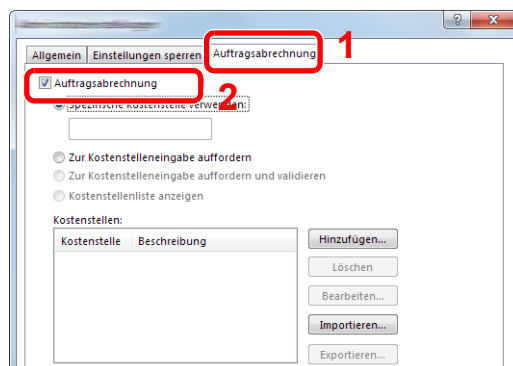 ?
X
Allgemein
Einstellungen sperren
Auftragsabrechnung
1
Auftragsabrechnung
2
Spezifische Kostenstelle verwenden:
Zur Kostenstelleneingabe auffordern
Zur Kostenstelleneingabe auffordern und validieren
Kostenstellenliste anzeigen
Kostenstellen:
Kostenstelle Beschreibung
Hinzufügen...
Löschen
Bearbeiten...
Importieren...
Exportieren...